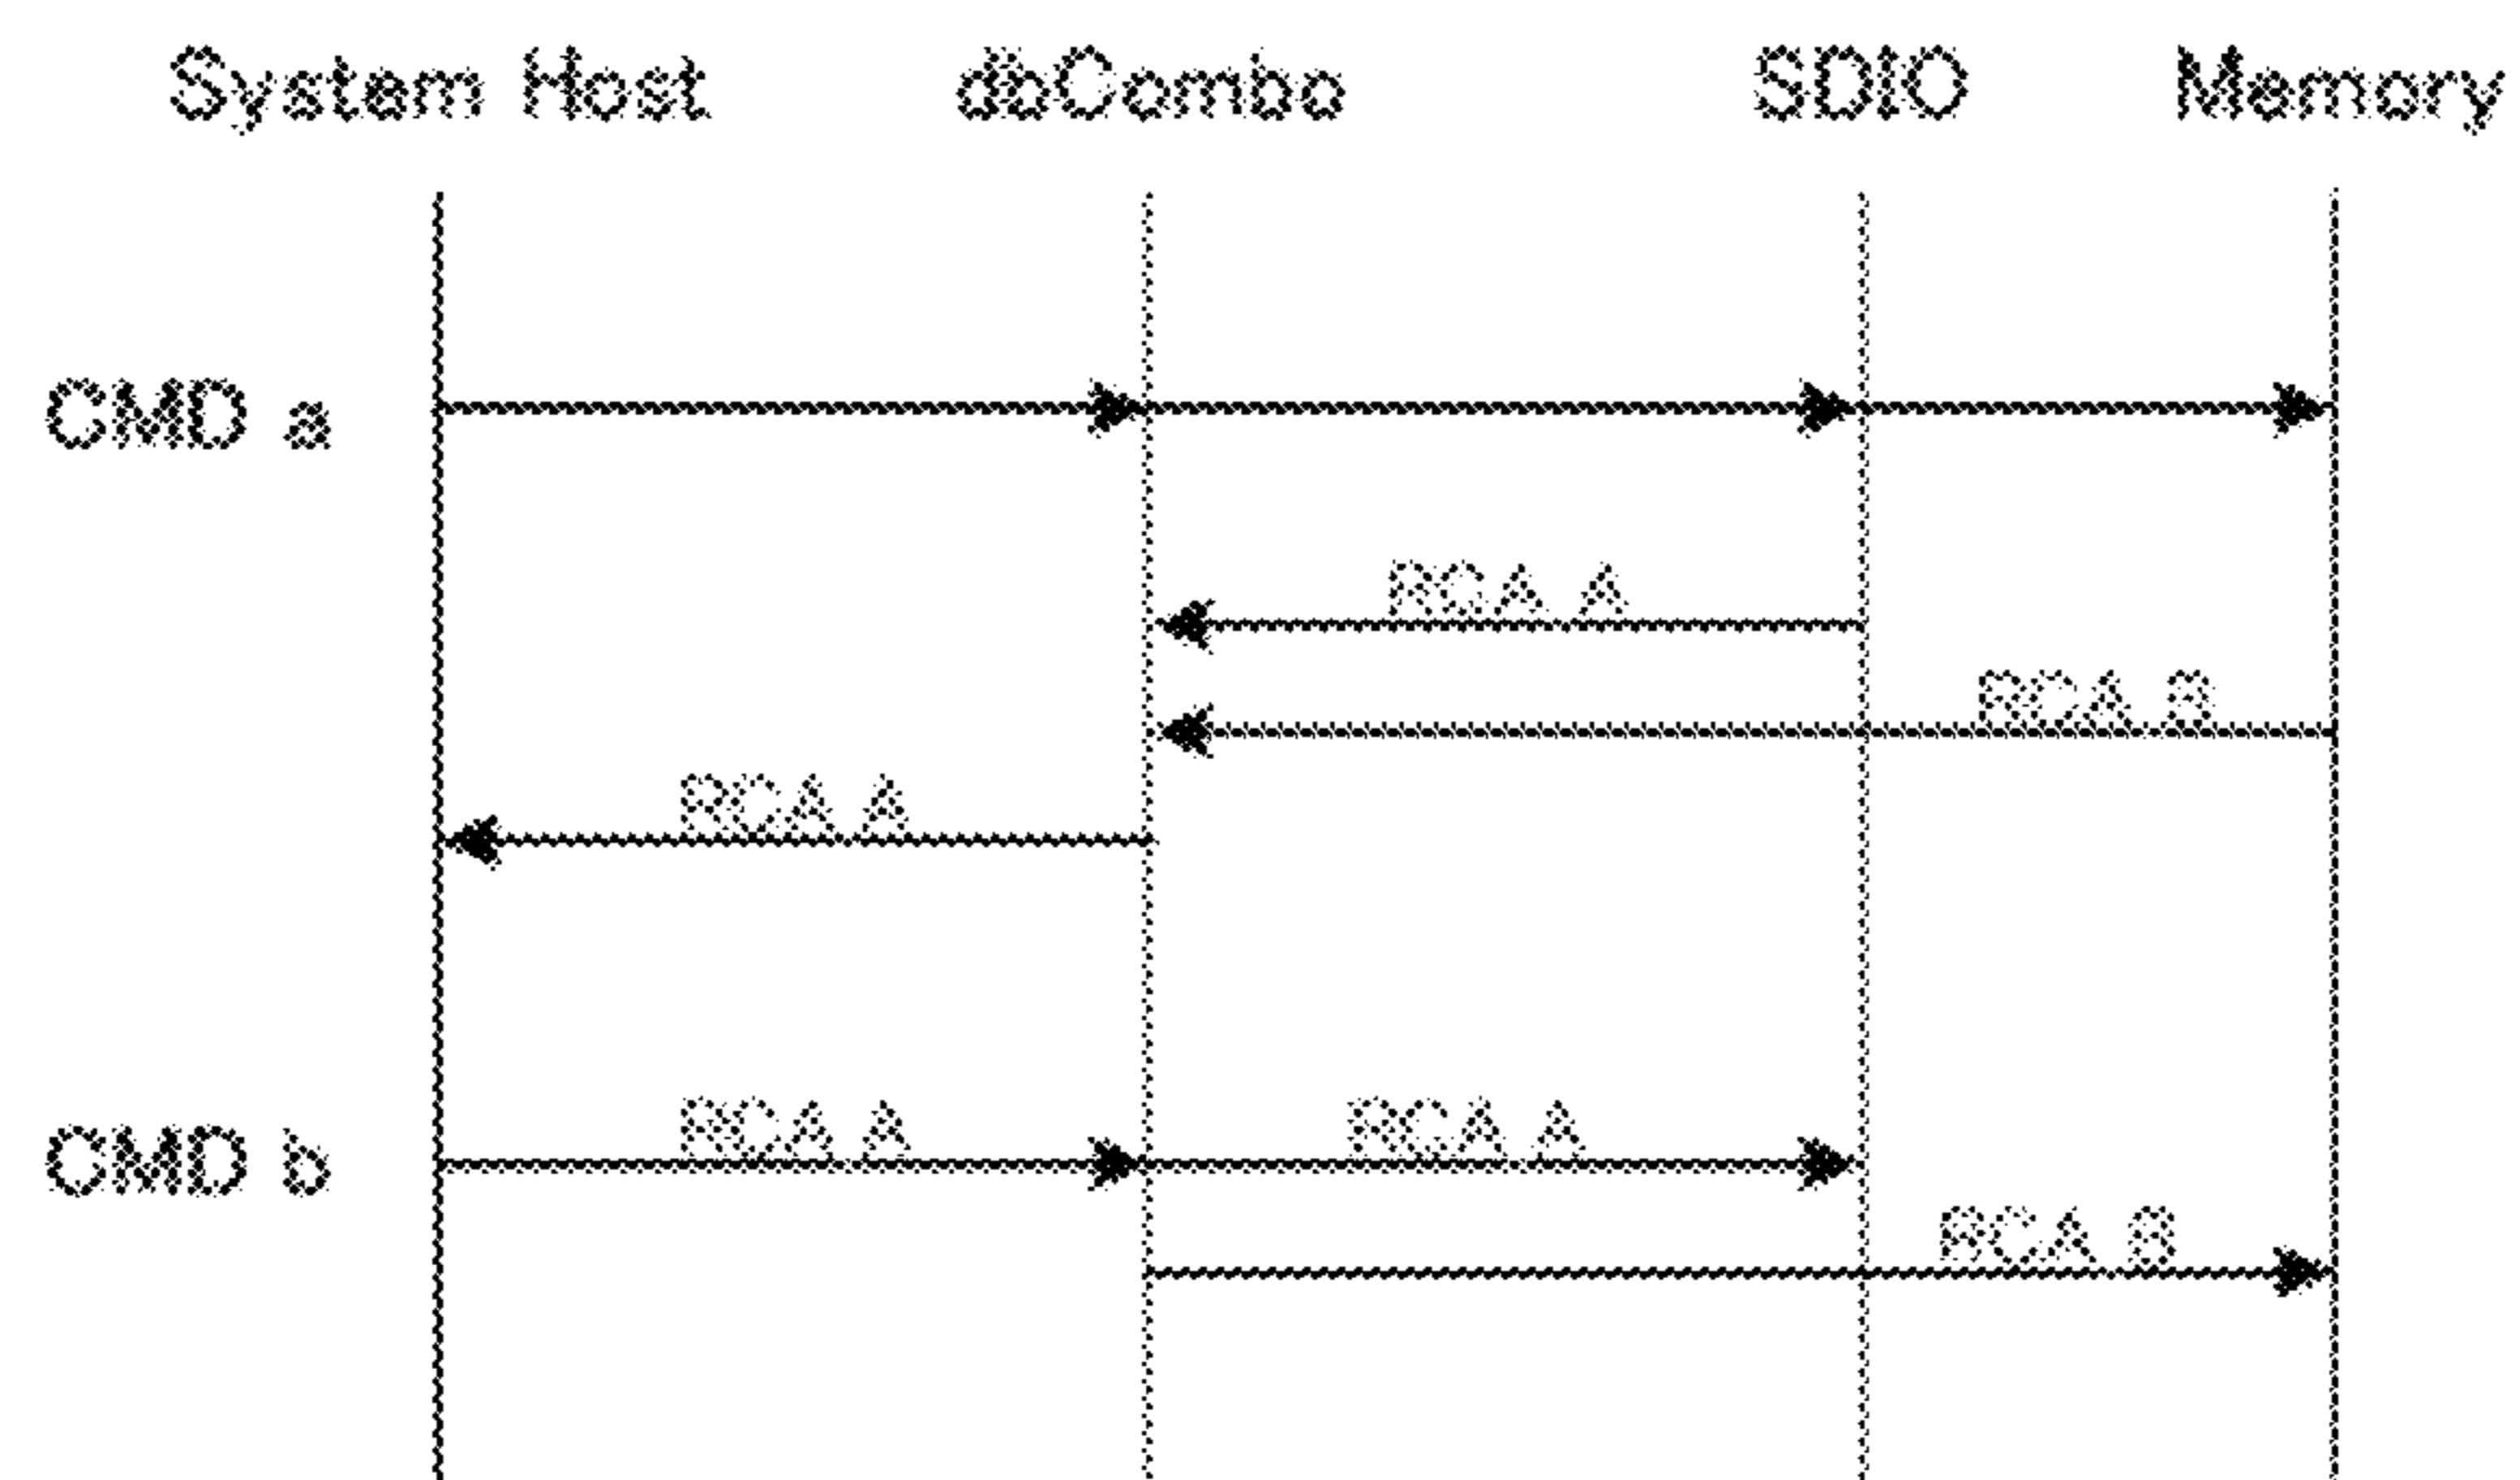 System Host dbCombo SDIO Memory
CMD a
RCA A
RCA B
RCA A
CMD b RCA A RCA A
RCA B